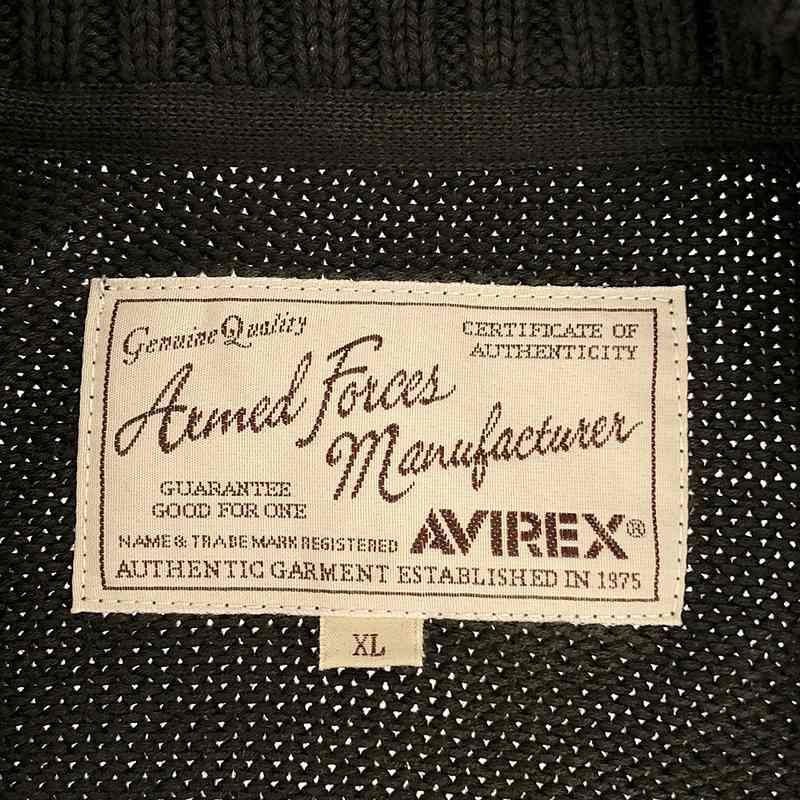 Genuine Quality
CERTIFICATE OF
AUTHENTICITY
Armed Forces
Manufacturer
GUARANTEE
GOOD FOR ONE
NAME & TRADE MARK REGISTERED
AVIREX®
AUTHENTIC GARMENT ESTABLISHED IN 1975
XL